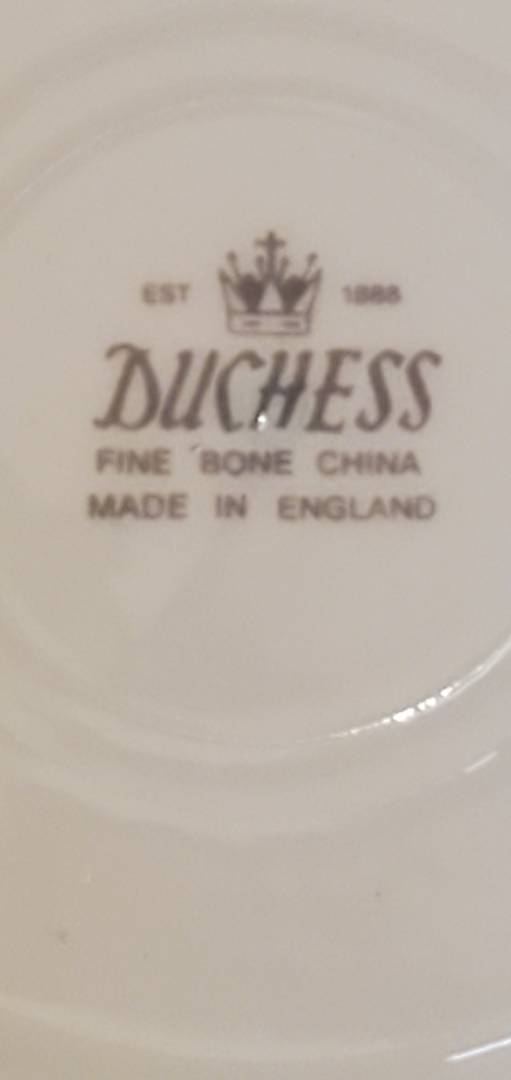 EST 1888
DUCHESS
FINE BONE CHINA
MADE IN ENGLAND